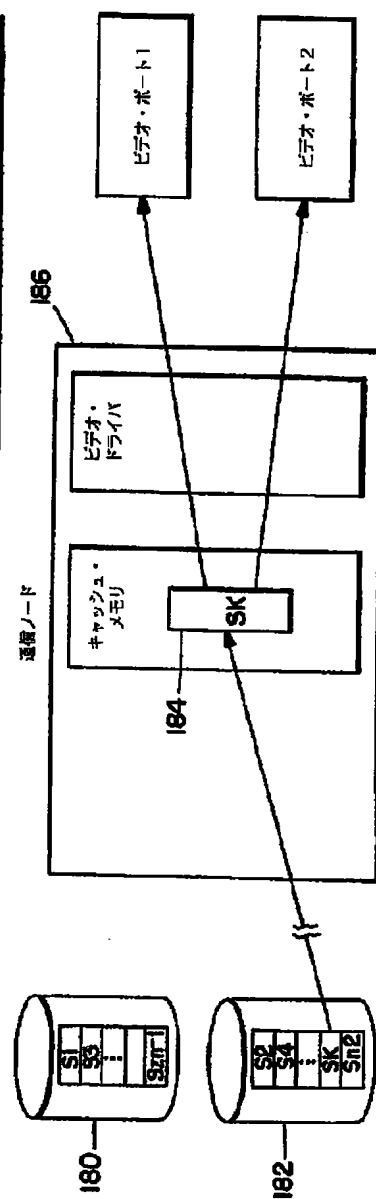 通信ノード
186
キャッシュ・
メモリ
ビデオ・
ドライバ
184
SK
ビデオ・ポート1
ビデオ・ポート2
180
S1
S3
⋮
182
S2
S4
⋮
SK
Sn2